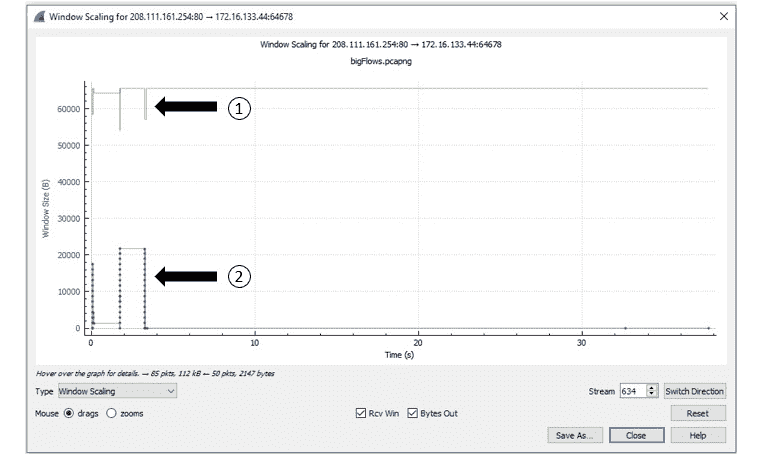 Window Scaling for 208.111.161.254:80 → 172.16.133.44:64678
Window Scaling for 208.111.161.254:80 → 172.16.133.44:64678
bigFlows.pcapng
Window Size (B)
60000
50000
40000
30000
20000
10000
0
1
2
0 10 20 30
Time (s)
Hover over the graph for details. → 85 pkts, 112 kB ← 50 pkts, 2147 bytes
Type Window Scaling Stream 634 Switch Direction
Mouse drags zooms Rcv Win Bytes Out Reset
Save As... Close Help